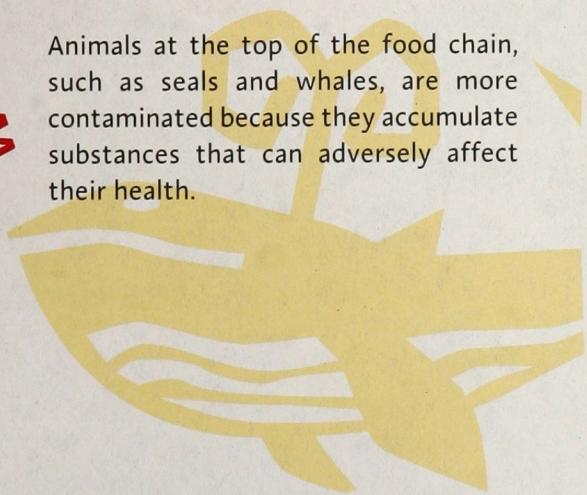 Animals at the top of the food chain,
such as seals and whales, are more
contaminated because they accumulate
substances that can adversely affect
their health.